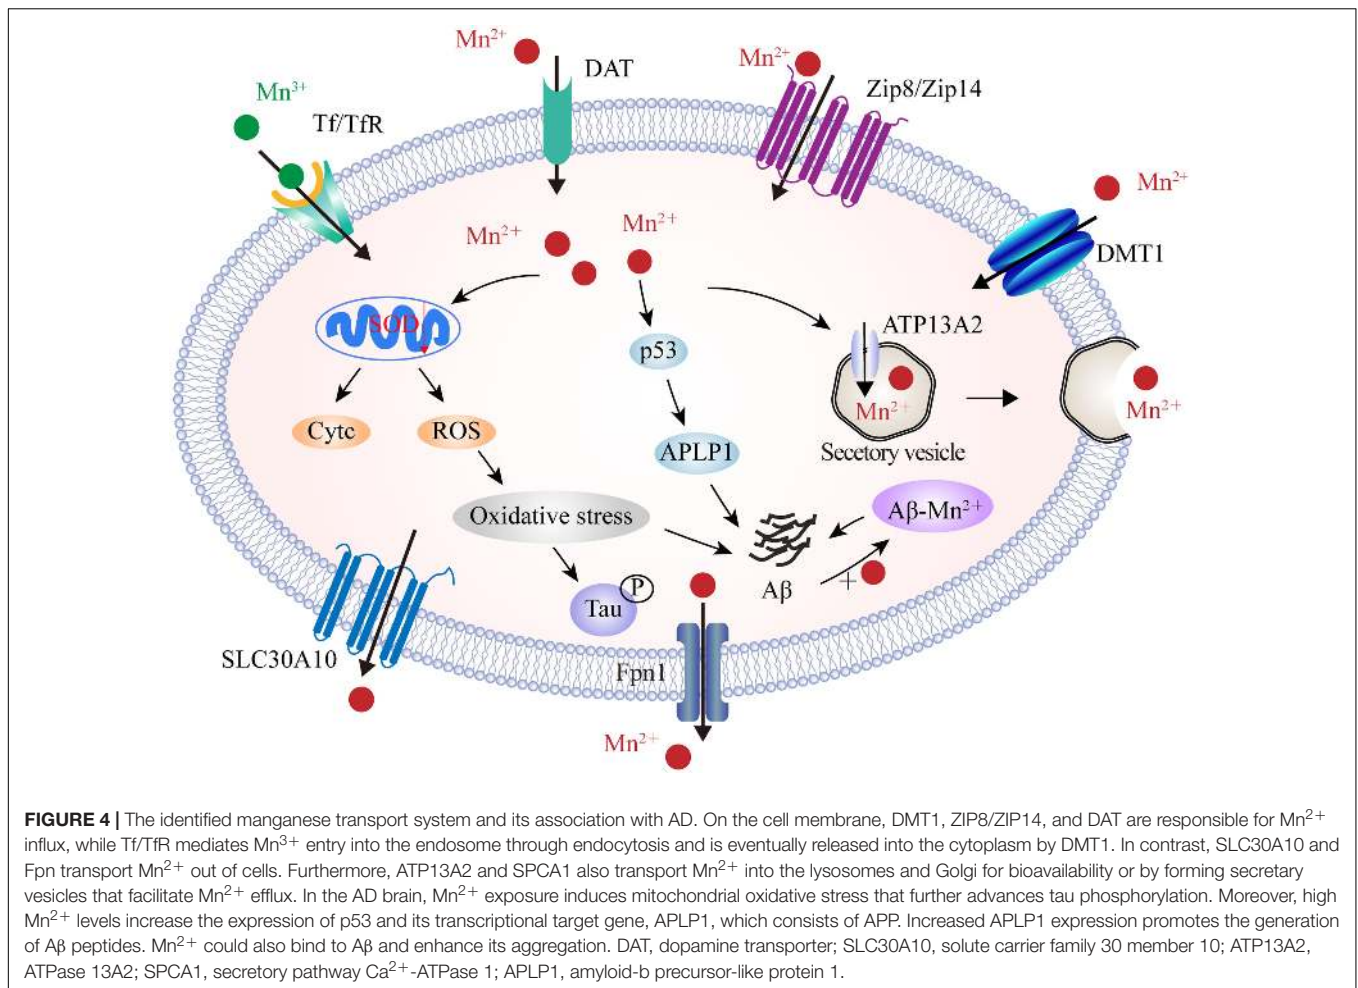 Mn²⁺
DAT
Mn²⁺
Zip8/Zip14
Mn³⁺
Tf/TfR
Mn²⁺
DMT1
Mn²⁺
Mn²⁺
SOD
ATP13A2
p53
Mn²⁺
Mn²⁺
Cytc
ROS
APLP1
Secetory vesicle
Oxidative stress
Aβ-Mn²⁺
Aβ
+
P
Tau
SLC30A10
Fpn1
Mn²⁺
FIGURE 4 | The identified manganese transport system and its association with AD. On the cell membrane, DMT1, ZIP8/ZIP14, and DAT are responsible for Mn²⁺
influx, while Tf/TfR mediates Mn³⁺ entry into the endosome through endocytosis and is eventually released into the cytoplasm by DMT1. In contrast, SLC30A10 and
Fpn transport Mn²⁺ out of cells. Furthermore, ATP13A2 and SPCA1 also transport Mn²⁺ into the lysosomes and Golgi for bioavailability or by forming secretary
vesicles that facilitate Mn²⁺ efflux. In the AD brain, Mn²⁺ exposure induces mitochondrial oxidative stress that further advances tau phosphorylation. Moreover, high
Mn²⁺ levels increase the expression of p53 and its transcriptional target gene, APLP1, which consists of APP. Increased APLP1 expression promotes the generation
of Aβ peptides. Mn²⁺ could also bind to Aβ and enhance its aggregation. DAT, dopamine transporter; SLC30A10, solute carrier family 30 member 10; ATP13A2,
ATPase 13A2; SPCA1, secretory pathway Ca²⁺-ATPase 1; APLP1, amyloid-b precursor-like protein 1.